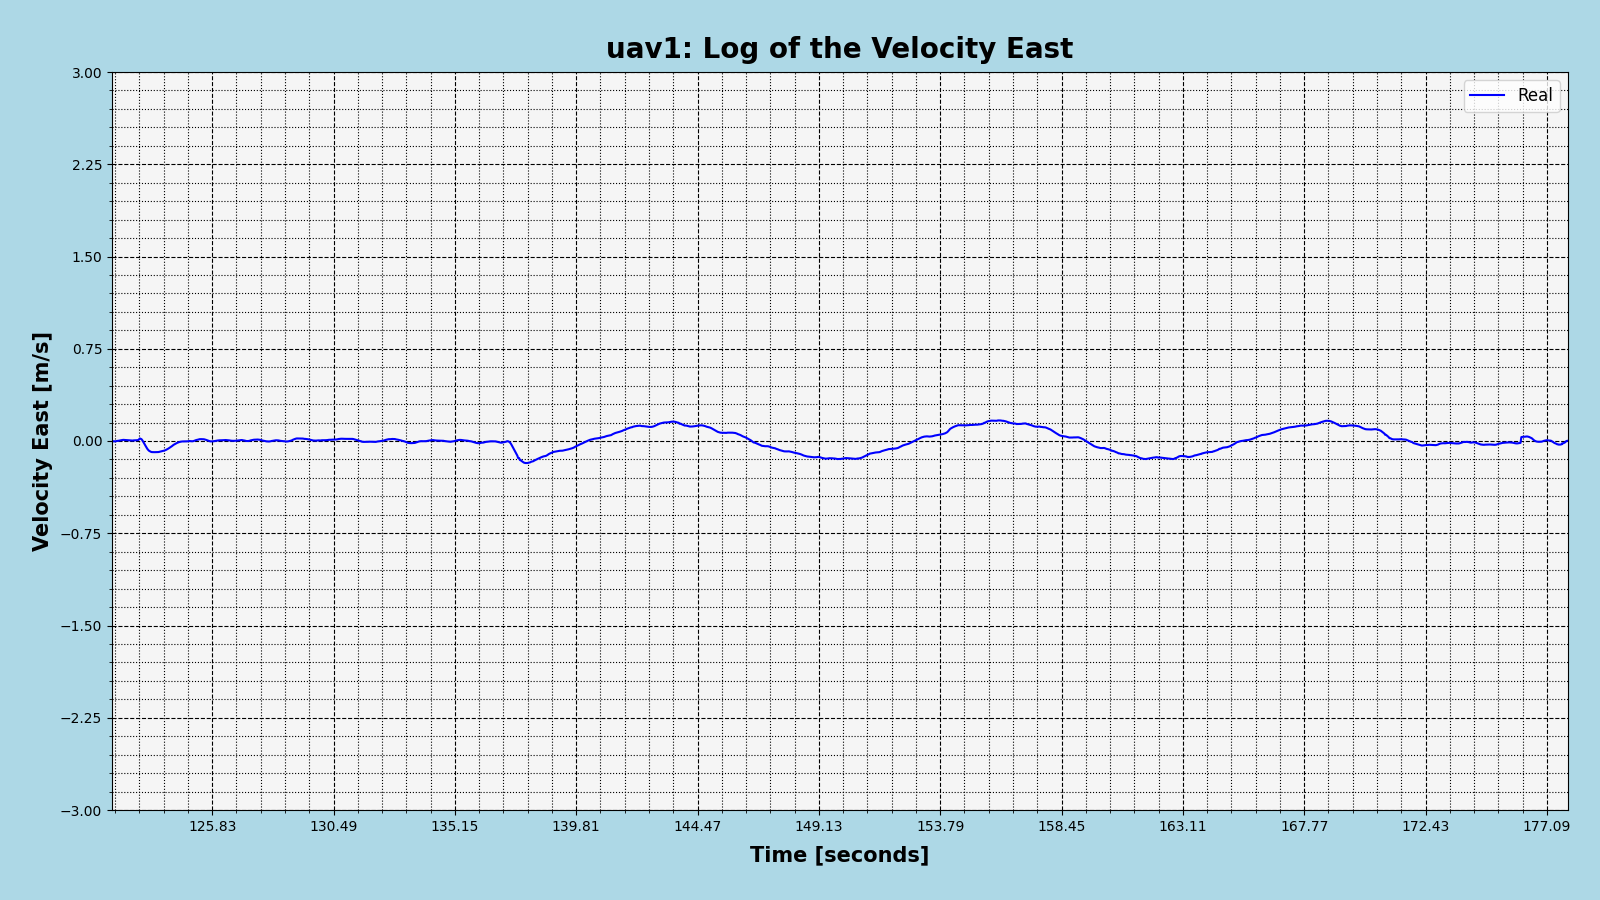 uav1: Log of the Velocity East
Real
Velocity East [m/s]
3.00
2.25
1.50
0.75
0.00
−0.75
−1.50
−2.25
−3.00
125.83 130.49 135.15 139.81 144.47 149.13 153.79 158.45 163.11 167.77 172.43 177.09
Time [seconds]